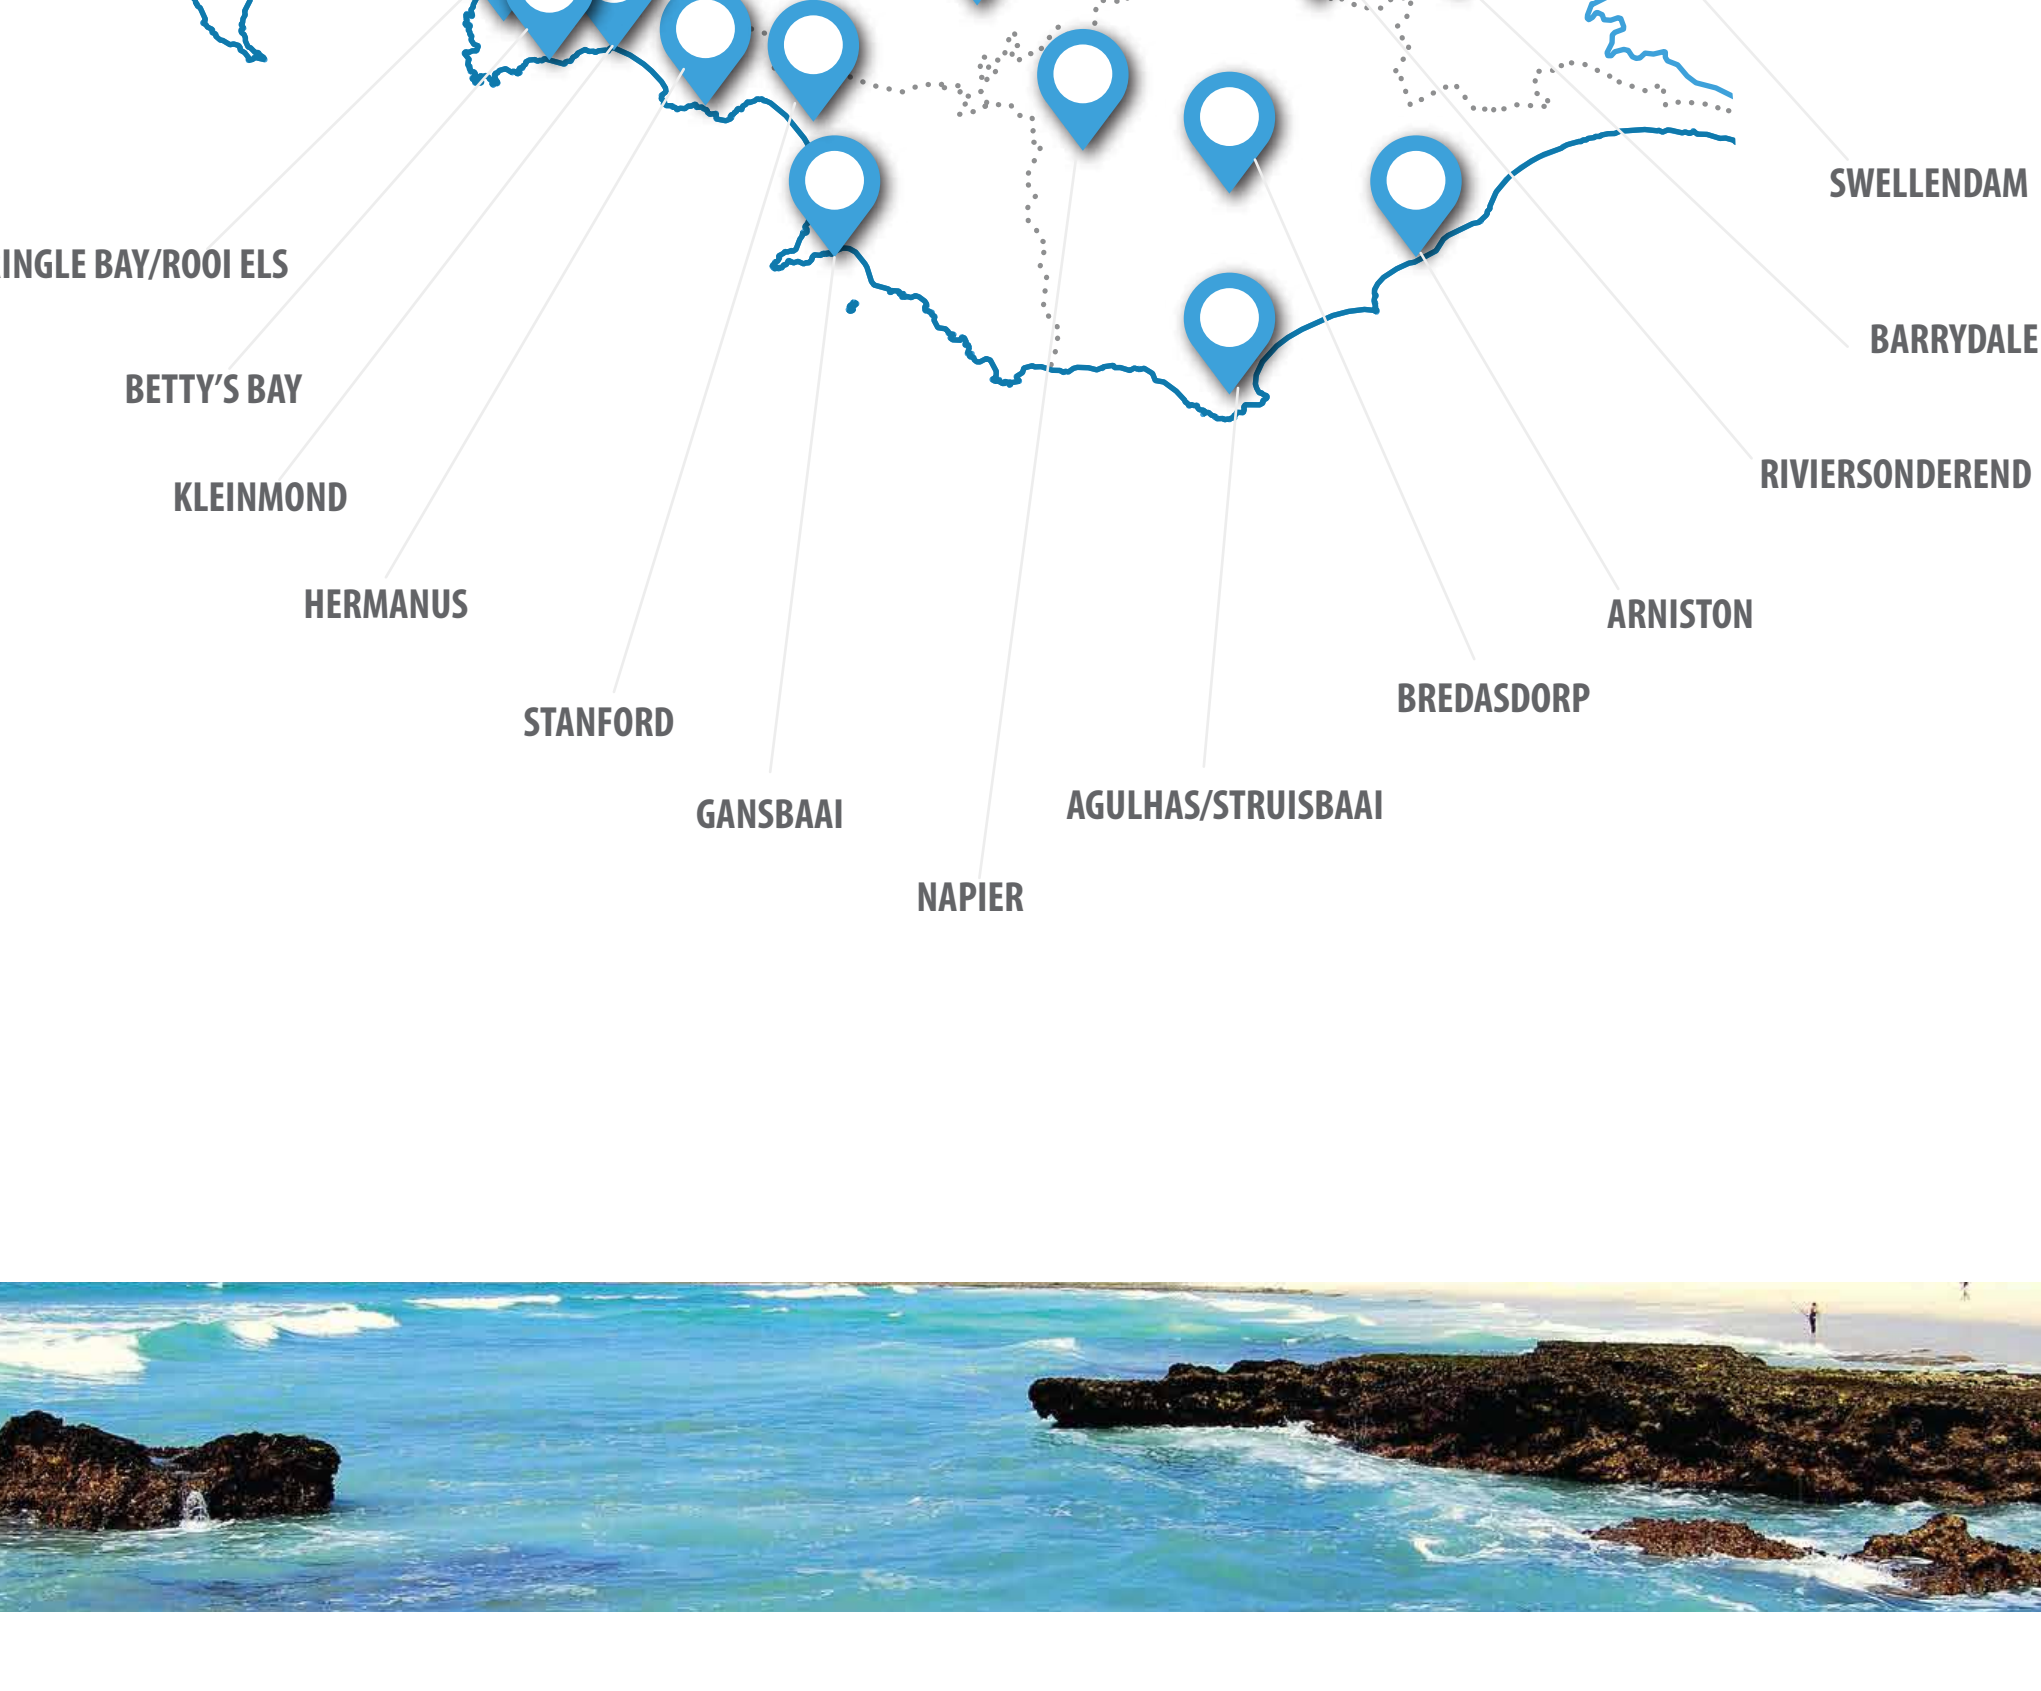 SWELLENDAM
INGLE BAY/ROOI ELS
BARRYDALE
BETTY'S BAY
RIVIERSONDEREND
KLEINMOND
HERMANUS
ARNISTON
BREDASDORP
STANFORD
AGULHAS/STRUISBAAI
GANSBAAI
NAPIER